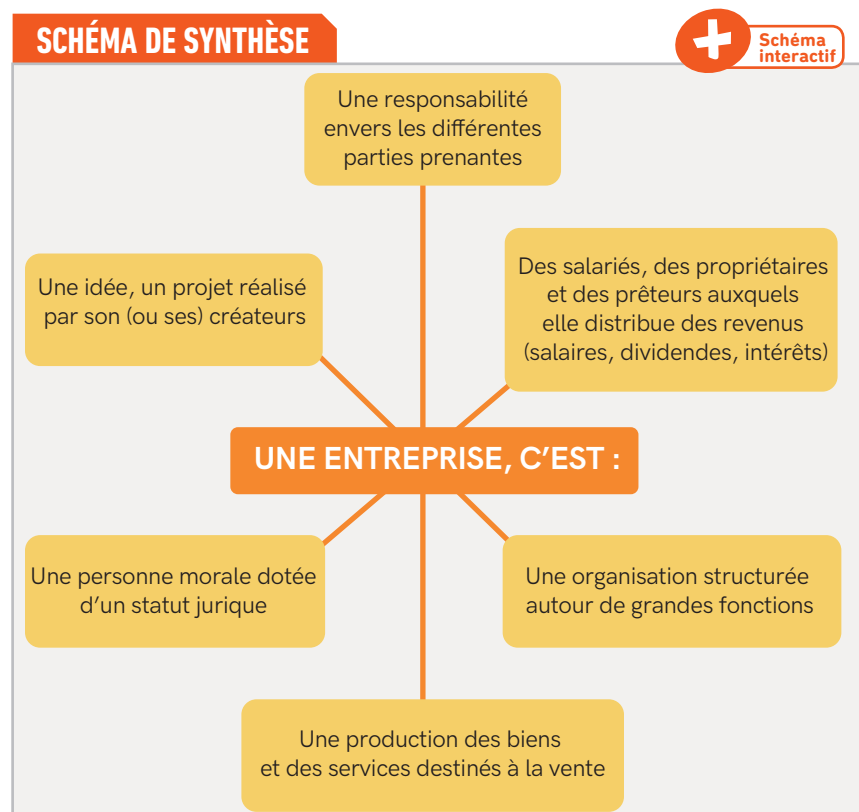 SCHÉMA DE SYNTHÈSE
Schéma
interactif
Une responsabilité
envers les différentes
parties prenantes
Une idée, un projet réalisé
par son (ou ses) créateurs
Des salariés, des propriétaires
et des prêteurs auxquels
elle distribue des revenus
(salaires, dividendes, intérêts)
UNE ENTREPRISE, C'EST :
Une personne morale dotée
d'un statut jurique
Une organisation structurée
autour de grandes fonctions
Une production des biens
et des services destinés à la vente